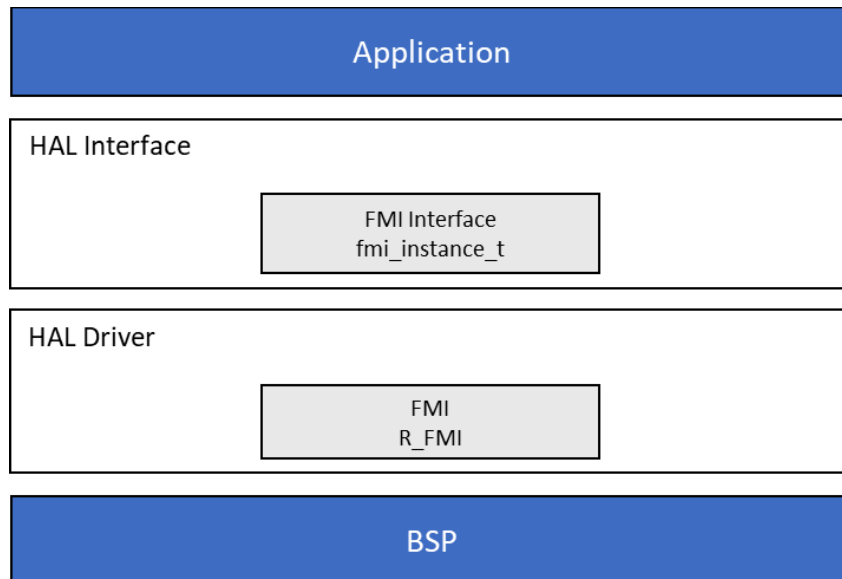 Application
HAL Interface
FMI Interface
fmi_instance_t
HAL Driver
FMI
R_FMI
BSP